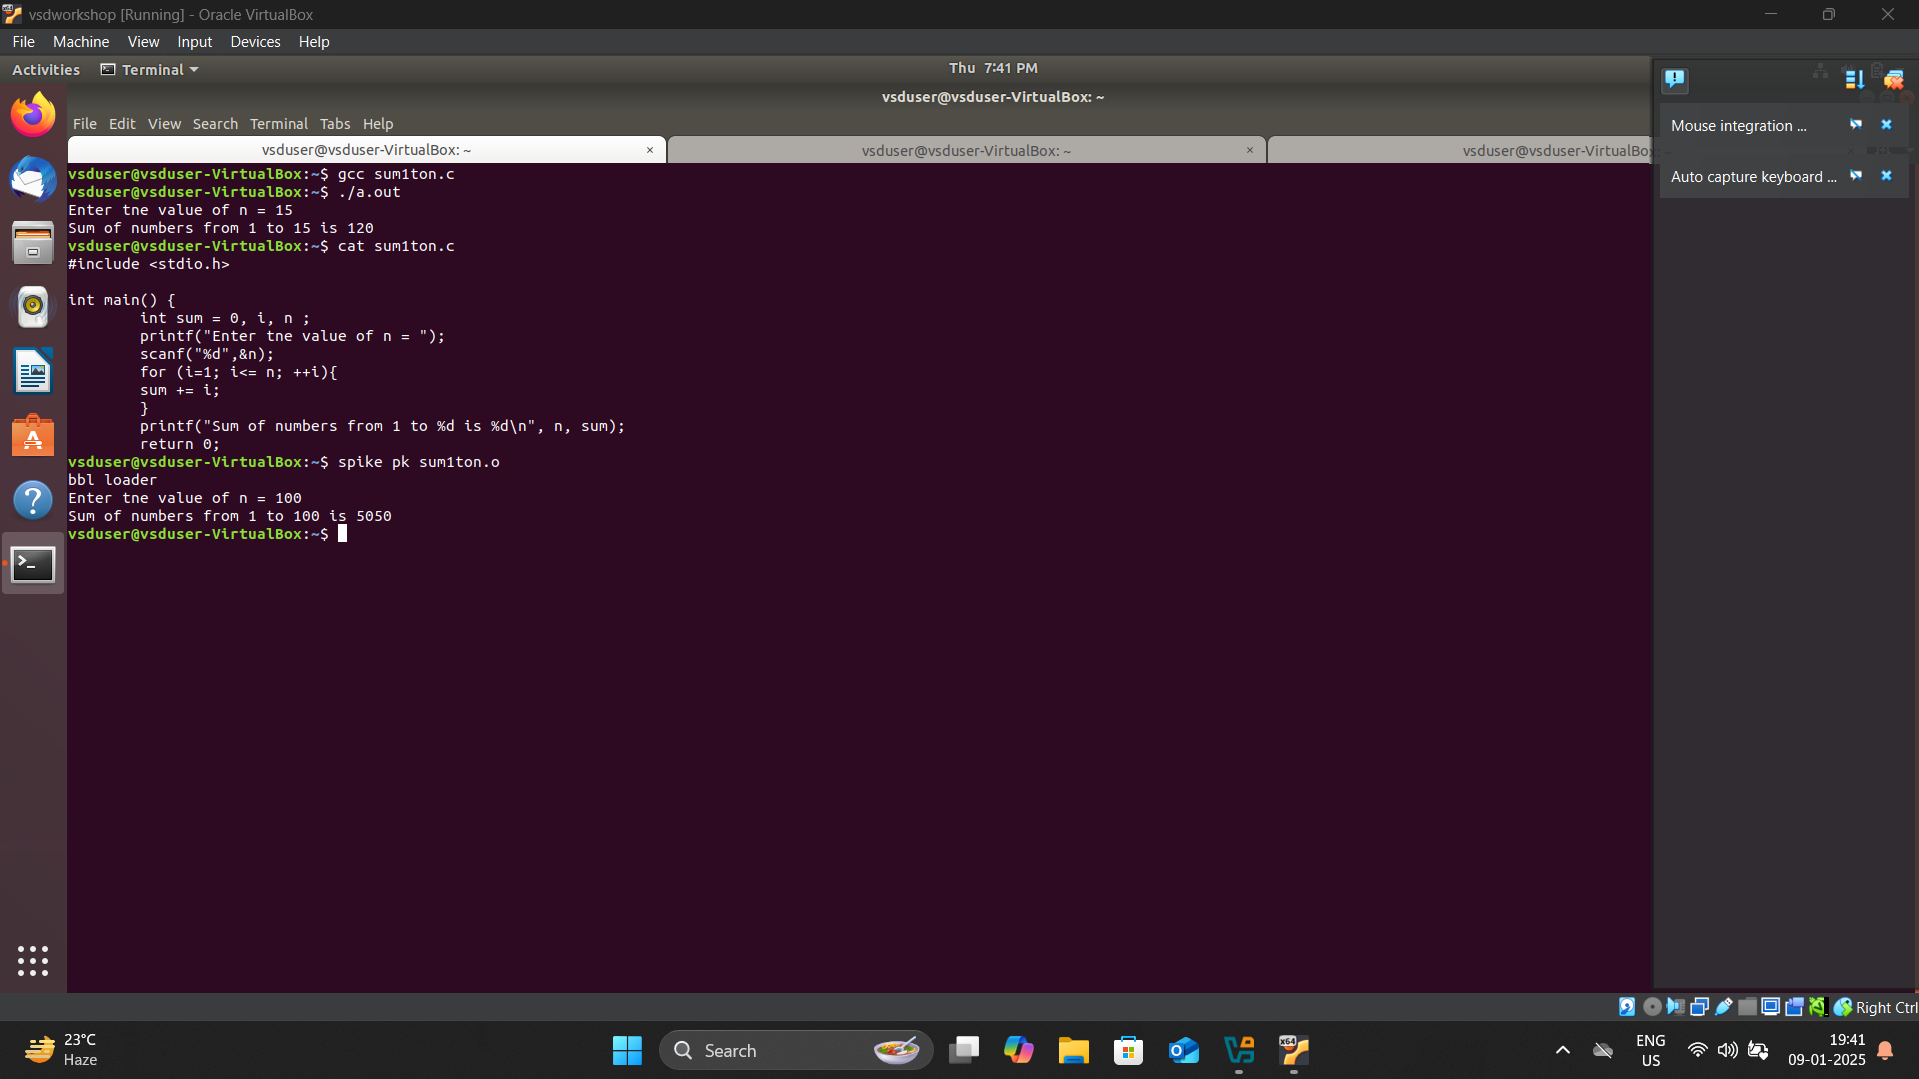 vsdworkshop [Running] - Oracle VirtualBox
File Machine View Input Devices Help
Activities Terminal
Thu 7:41 PM
vsduser@vsduser-VirtualBox: ~
File Edit View Search Terminal Tabs Help
vsduser@vsduser-VirtualBox: ~ × vsduser@vsduser-VirtualBox: ~ × vsduser@vsduser-VirtualBox: ~
Mouse integration ...
Auto capture keyboard ...
vsduser@vsduser-VirtualBox:~$ gcc sum1ton.c
vsduser@vsduser-VirtualBox:~$ ./a.out
Enter tne value of n = 15
Sum of numbers from 1 to 15 is 120
vsduser@vsduser-VirtualBox:~$ cat sum1ton.c
#include <stdio.h>
int main() {
int sum = 0, i, n ;
printf("Enter tne value of n = ");
scanf("%d",&n);
for (i=1; i<= n; ++i){
sum += i;
}
printf("Sum of numbers from 1 to %d is %d\n", n, sum);
return 0;
vsduser@vsduser-VirtualBox:~$ spike pk sum1ton.o
bbl loader
Enter tne value of n = 100
Sum of numbers from 1 to 100 is 5050
vsduser@vsduser-VirtualBox:~$
Right Ctrl
23°C
Haze
Search
ENG
US
19:41
09-01-2025